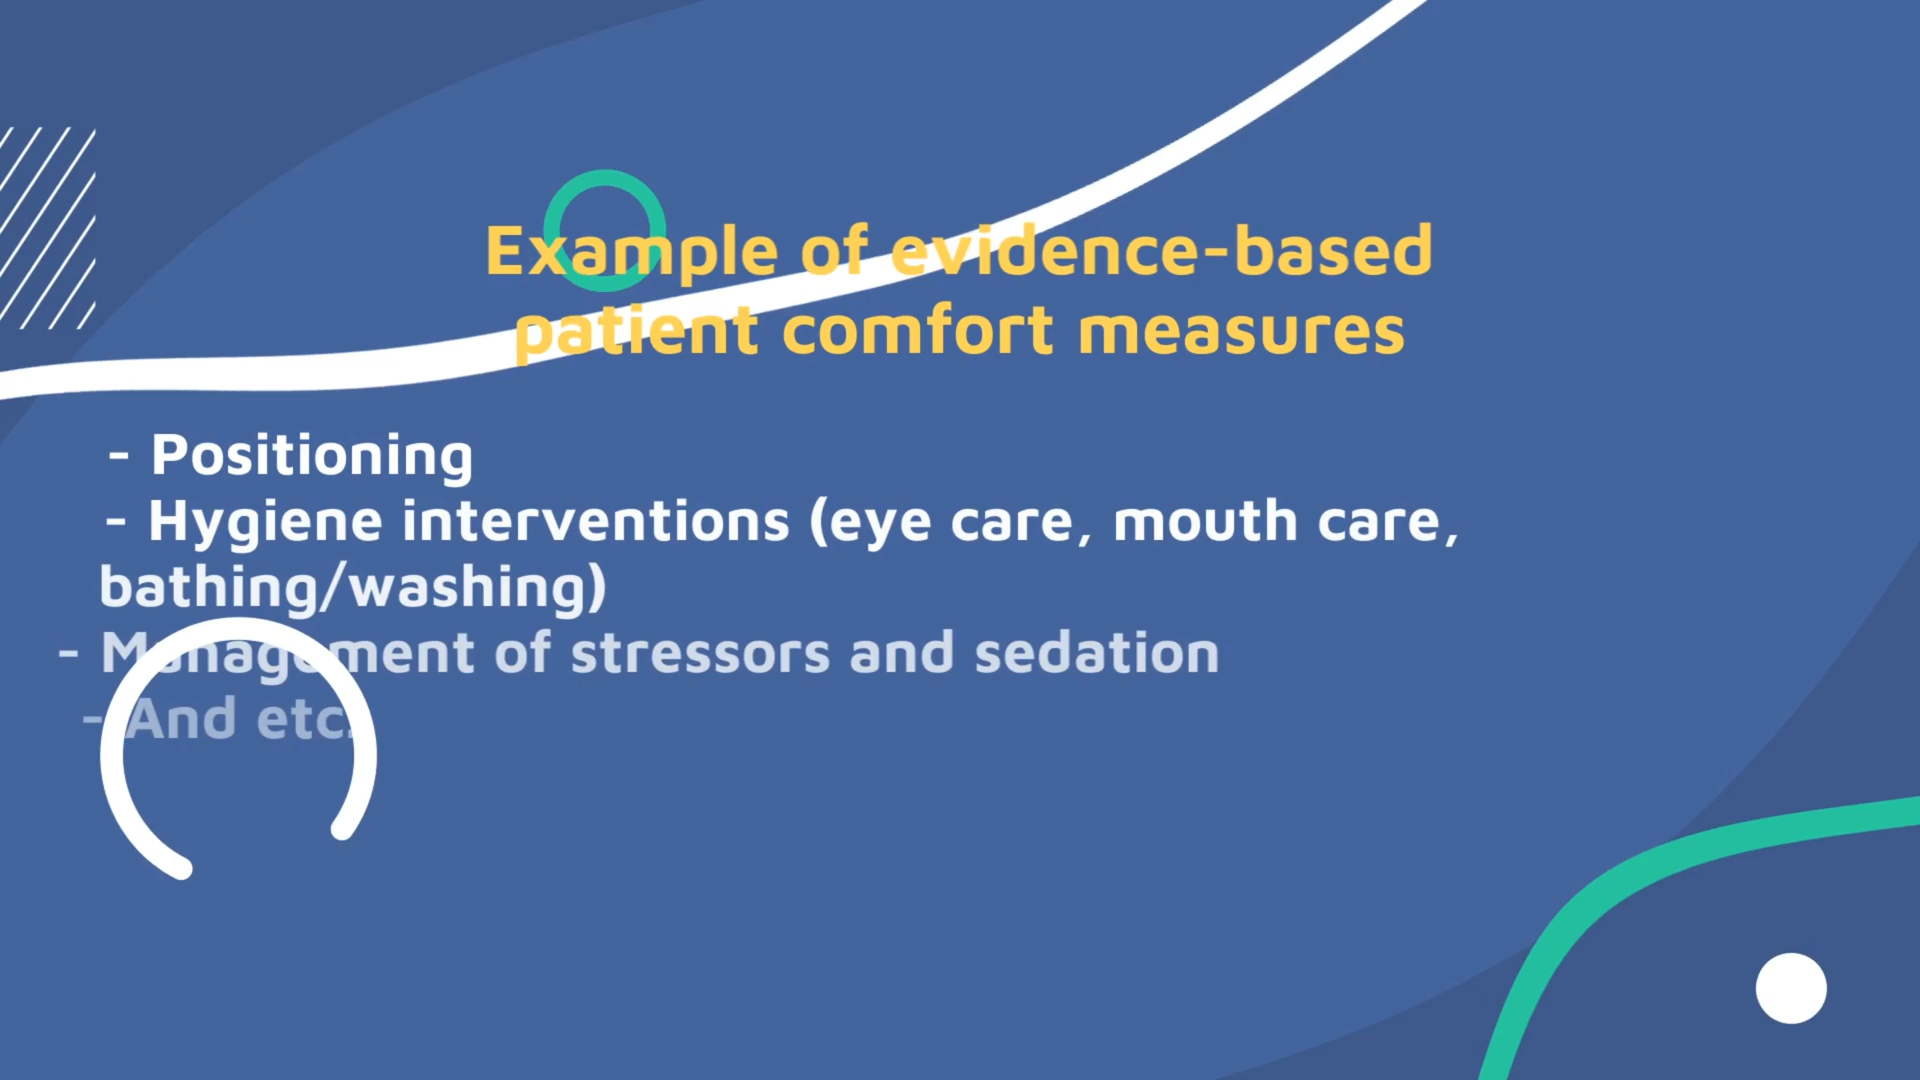 Example of evidence-based
patient comfort measures
- Positioning
- Hygiene interventions (eye care, mouth care,
bathing/washing)
- Management of stressors and sedation
- And etc.